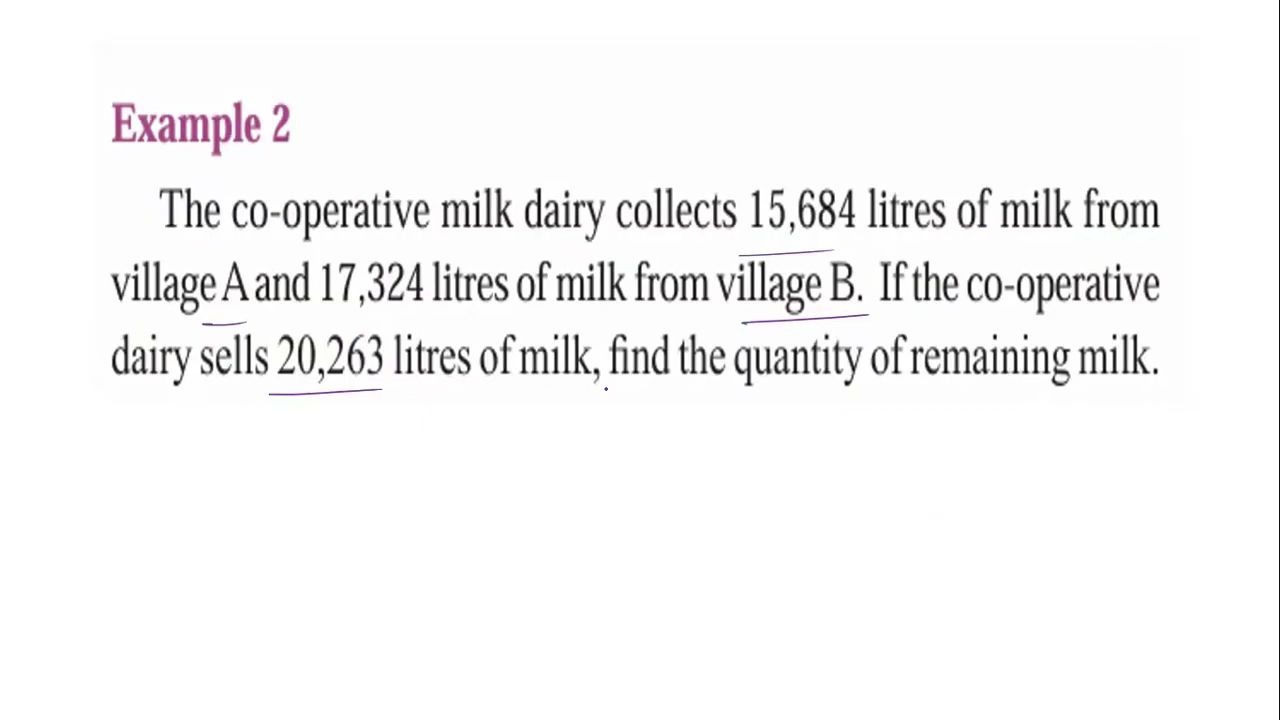 Example 2
The co-operative milk dairy collects 15,684 litres of milk from
village A and 17,324 litres of milk from village B. If the co-operative
dairy sells 20,263 litres of milk, find the quantity of remaining milk.